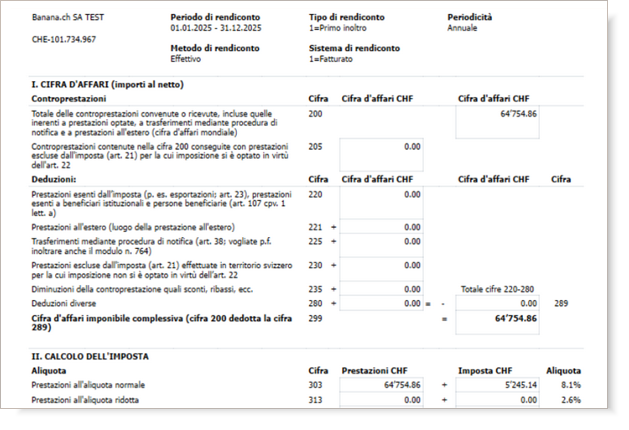 Banana.ch SA TEST Periodo di rendiconto Tipo di rendiconto Periodicità
01.01.2025 - 31.12.2025 1=Primo inoltro Annuale
CHE-101.734.967
Metodo di rendiconto Sistema di rendiconto
Effettivo 1=Fatturato
I. CIFRA D'AFFARI (importi al netto)
Controprestazioni Cifra Cifra d'affari CHF Cifra d'affari CHF
Totale delle controprestazioni convenute o ricevute, incluse quelle 200 64'754.86
inerenti a prestazioni optate, a trasferimenti mediante procedura di
notifica e a prestazioni all'estero (cifra d'affari mondiale)
Controprestazioni contenute nella cifra 200 conseguite con prestazioni 205 0.00
escluse dall'imposta (art. 21) per la cui imposizione si è optato in virtù
dell'art. 22
Deduzioni: Cifra Cifra d'affari CHF Cifra d'affari CHF Cifra
Prestazioni esenti dall'imposta (p. es. esportazioni; art. 23), prestazioni 220 0.00
esenti a beneficiari istituzionali e persone beneficiarie (art. 107 cpv. 1
lett. a)
Prestazioni all'estero (luogo della prestazione all'estero) 221 + 0.00
Trasferimenti mediante procedura di notifica (art. 38; vogliate p.f. 225 + 0.00
inoltrare anche il modulo n. 764)
Prestazioni escluse dall'imposta (art. 21) effettuate in territorio svizzero 230 + 0.00
per la cui imposizione non si è optato in virtù dell'art. 22
Diminuzioni della controprestazione quali sconti, ribassi, ecc. 235 + 0.00 Totale cifre 220-280
Deduzioni diverse 280 + 0.00 = - 0.00 289
Cifra d'affari imponibile complessiva (cifra 200 dedotta la cifra 299 = 64'754.86
289)
II. CALCOLO DELL'IMPOSTA
Aliquota Cifra Prestazioni CHF Imposta CHF Aliquota
Prestazioni all'aliquota normale 303 64'754.86 + 5'245.14 8.1%
Prestazioni all'aliquota ridotta 313 0.00 + 0.00 2.6%